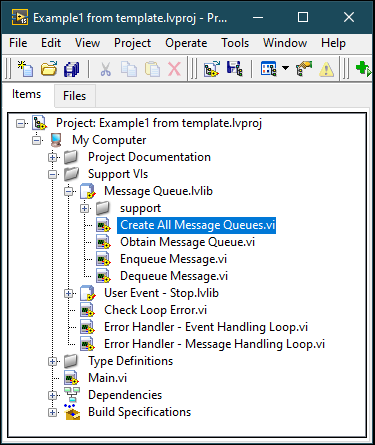 Example1 from template.lvproj - Pr...
File Edit View Project Operate Tools Window Help
Items Files
Project: Example1 from template.lvproj
My Computer
Project Documentation
Support VIs
Message Queue.lvlib
support
Create All Message Queues.vi
Obtain Message Queue.vi
Enqueue Message.vi
Dequeue Message.vi
User Event - Stop.lvlib
Check Loop Error.vi
Error Handler - Event Handling Loop.vi
Error Handler - Message Handling Loop.vi
Type Definitions
Main.vi
Dependencies
Build Specifications